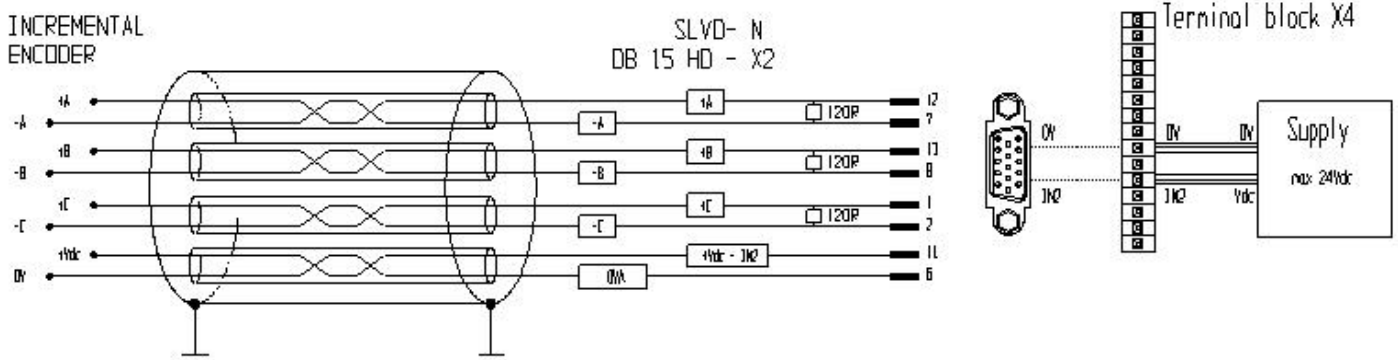 INCREMENTAL
ENCODER
SLVD- N
DB 15 HD - X2
Terminal block X4
+A
+A
12
-A
-A
120R
7
+B
+B
13
-B
-B
120R
8
+C
+C
1
-C
-C
120R
2
+Vdc
+Vdc - IN2
11
0V
0VA
6
0V
0V
0V
Supply
max 24Vdc
IN2
IN2
Vdc